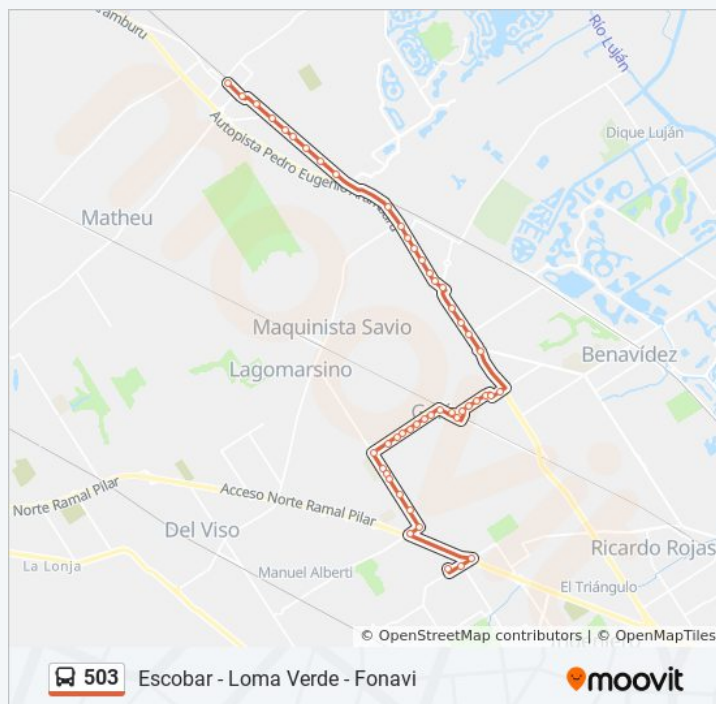 amburu
Río Luján
Dique Luján
Autopista Pedro Eugenio Aramburu
Matheu
Maquinista Savio
Lagomarsino
Benavídez
Norte Ramal Pilar
Acceso Norte Ramal Pilar
Del Viso
La Lonja
Manuel Alberti
Ricardo Rojas
El Triángulo
© OpenStreetMap contributors | © OpenMapTiles
503 Escobar - Loma Verde - Fonavi
moovit